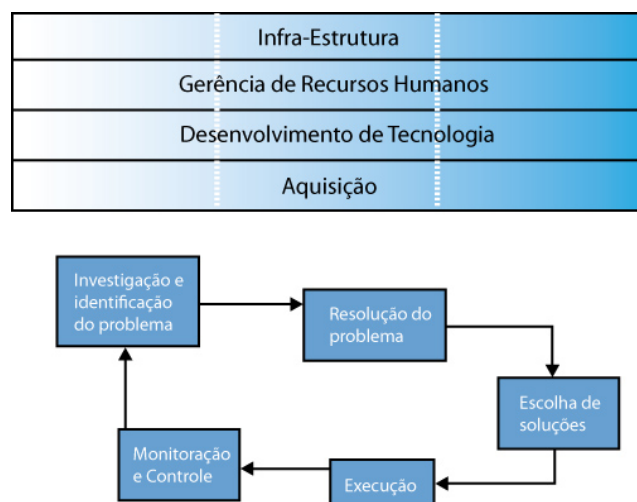 Infra-Estrutura
Gerência de Recursos Humanos
Desenvolvimento de Tecnologia
Aquisição
Investigação e
identificação
do problema
Resolução do
problema
Escolha de
soluções
Execução
Monitoração
e Controle